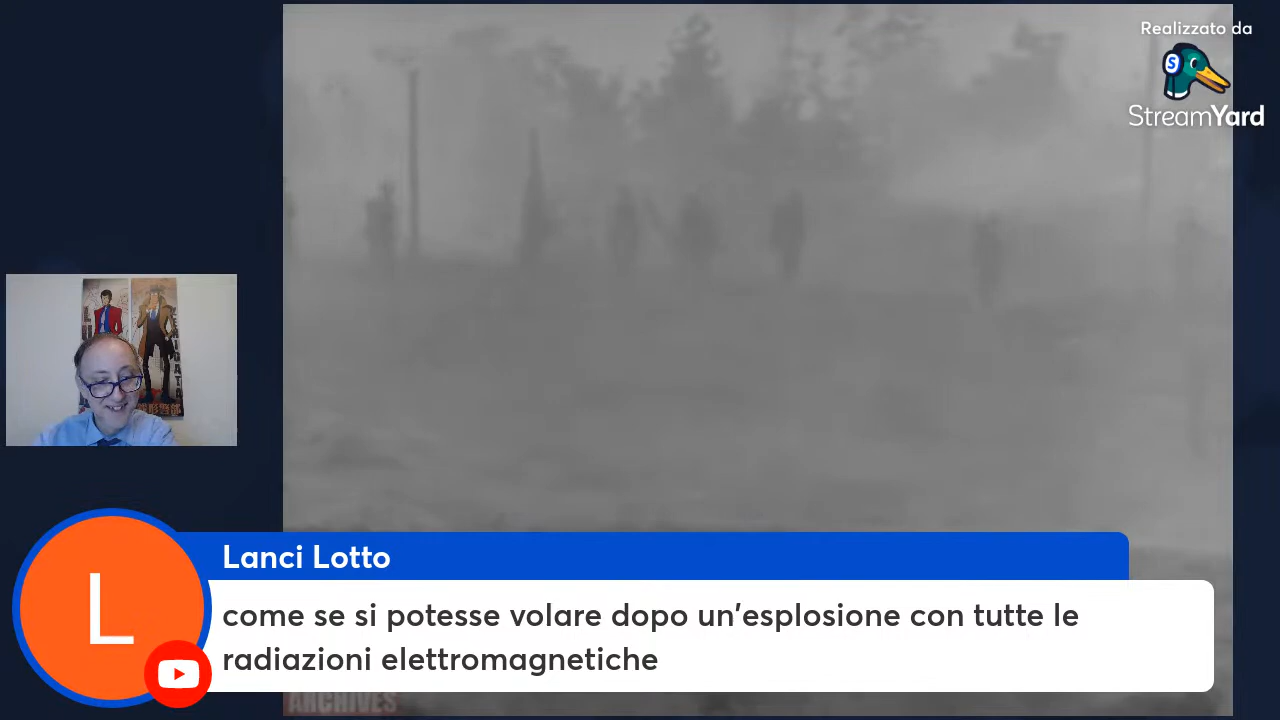 Realizzato da
StreamYard
Lanci Lotto
come se si potesse volare dopo un'esplosione con tutte le
radiazioni elettromagnetiche
L
ARCHIVES